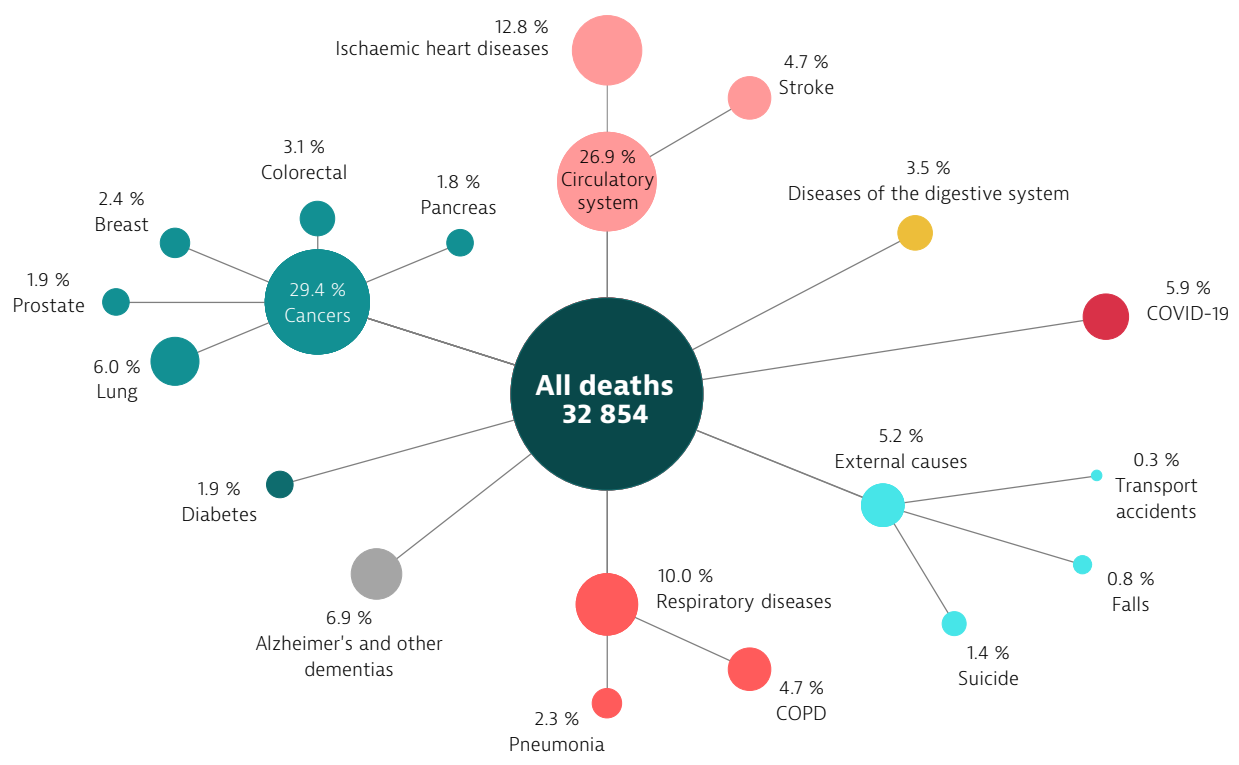 12.8 %
Ischaemic heart diseases
4.7 %
Stroke
26.9 %
Circulatory
system
3.1 %
Colorectal
2.4 %
Breast
1.8 %
Pancreas
1.9 %
Prostate
29.4 %
Cancers
6.0 %
Lung
3.5 %
Diseases of the digestive system
5.9 %
COVID-19
All deaths
32 854
5.2 %
External causes
0.3 %
Transport
accidents
0.8 %
Falls
1.4 %
Suicide
1.9 %
Diabetes
6.9 %
Alzheimer's and other
dementias
10.0 %
Respiratory diseases
4.7 %
COPD
2.3 %
Pneumonia